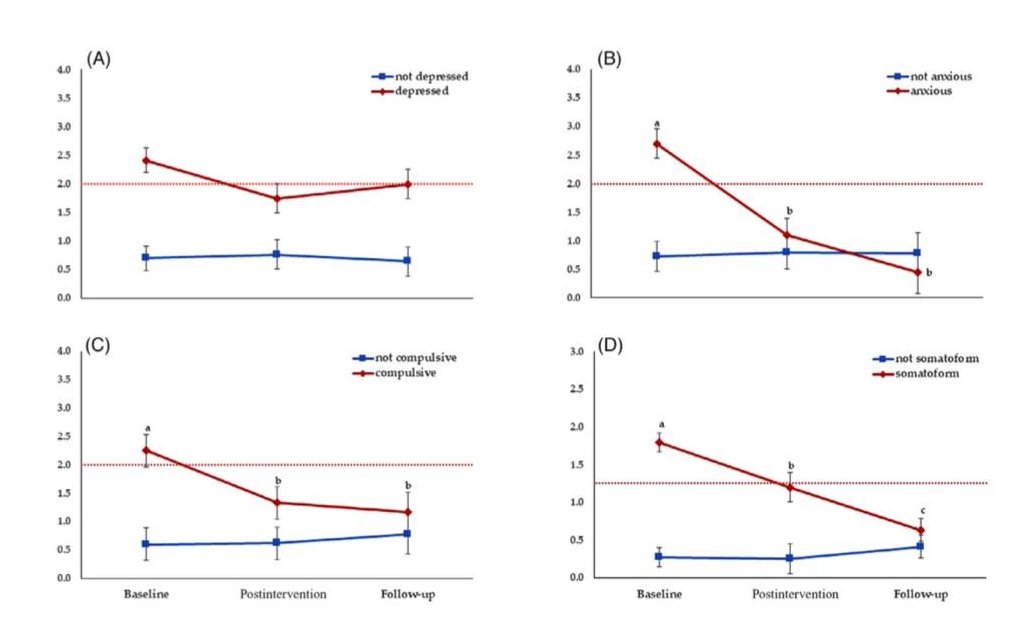 (A)
4.0
3.5
3.0
2.5
2.0
1.5
1.0
0.5
0.0
not depressed
depressed
(B)
4.0
3.5
3.0
2.5
2.0
1.5
1.0
0.5
0.0
not anxious
anxious
a
b
b
(C)
4.0
3.5
3.0
2.5
2.0
1.5
1.0
0.5
0.0
not compulsive
compulsive
a
b
b
Baseline Postintervention Follow-up
(D)
3.0
2.5
2.0
1.5
1.0
0.5
0.0
not somatoform
somatoform
a
b
c
Baseline Postintervention Follow-up